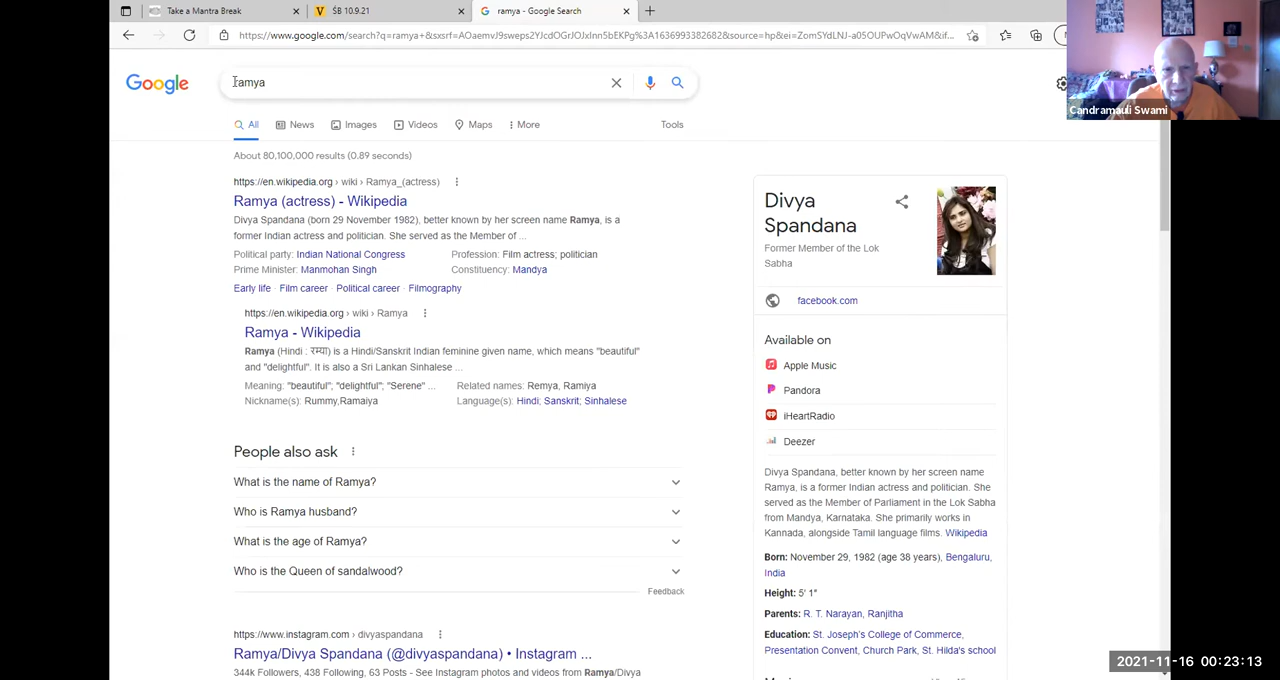 Take a Mantra Break
ŚB 10.9.21
ramya - Google Search
https://www.google.com/search?q=ramya+&sxsrf=AOaemvJ9sweps2YJcdOGrJOJxInn5bEKPg%3A1636993382682&source=hp&ei=ZomSYdLNJ-a05OUPwOqVwAM&if...
Google
ramya
Candramauli Swami
All
News
Images
Videos
Maps
More
Tools
About 80,100,000 results (0.89 seconds)
https://en.wikipedia.org › wiki › Ramya_(actress)
Ramya (actress) - Wikipedia
Divya Spandana (born 29 November 1982), better known by her screen name Ramya, is a
former Indian actress and politician. She served as the Member of ...
Political party: Indian National Congress
Profession: Film actress; politician
Prime Minister: Manmohan Singh
Constituency: Mandya
Early life · Film career · Political career · Filmography
https://en.wikipedia.org › wiki › Ramya
Ramya - Wikipedia
Ramya (Hindi : रम्या) is a Hindi/Sanskrit Indian feminine given name, which means "beautiful"
and "delightful". It is also a Sri Lankan Sinhalese ...
Meaning: "beautiful"; "delightful"; "Serene" ...
Related names: Remya, Ramiya
Nickname(s): Rummy,Ramaiya
Language(s): Hindi; Sanskrit; Sinhalese
People also ask
What is the name of Ramya?
Who is Ramya husband?
What is the age of Ramya?
Who is the Queen of sandalwood?
Feedback
https://www.instagram.com › divyaspandana
Ramya/Divya Spandana (@divyaspandana) • Instagram ...
344k Followers, 438 Following, 63 Posts - See Instagram photos and videos from Ramya/Divya
Divya
Spandana
Former Member of the Lok
Sabha
facebook.com
Available on
Apple Music
Pandora
iHeartRadio
Deezer
Divya Spandana, better known by her screen name
Ramya, is a former Indian actress and politician. She
served as the Member of Parliament in the Lok Sabha
from Mandya, Karnataka. She primarily works in
Kannada, alongside Tamil language films. Wikipedia
Born: November 29, 1982 (age 38 years), Bengaluru,
India
Height: 5′ 1″
Parents: R. T. Narayan, Ranjitha
Education: St. Joseph's College of Commerce,
Presentation Convent, Church Park, St. Hilda's school
2021-11-16 00:23:13